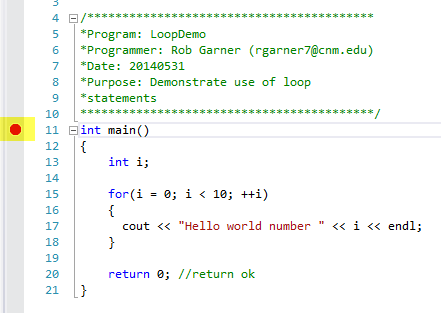 3
4 /*****************************************
5 *Program: LoopDemo
6 *Programmer: Rob Garner (rgarner7@cnm.edu)
7 *Date: 20140531
8 *Purpose: Demonstrate use of loop
9 *statements
10 ******************************************/
11 int main()
12 {
13     int i;
14
15     for(i = 0; i < 10; ++i)
16     {
17       cout << "Hello world number " << i << endl;
18     }
19
20     return 0; //return ok
21 }